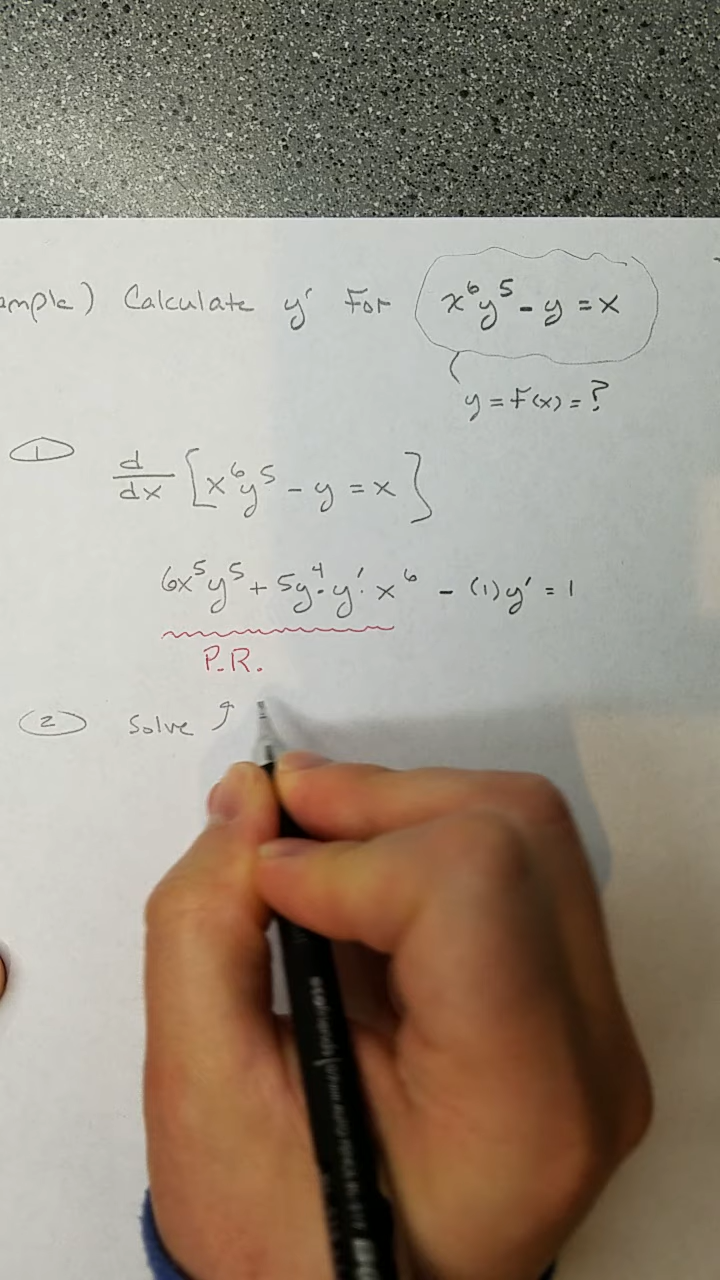 ample) Calculate y' For x⁶y⁵ - y = x
y = F(x) = ?
① d/dx [x⁶y⁵ - y = x]
6x⁵y⁵ + 5y⁴·y'·x⁶ - (1)y' = 1
P.R.
② Solve ↑